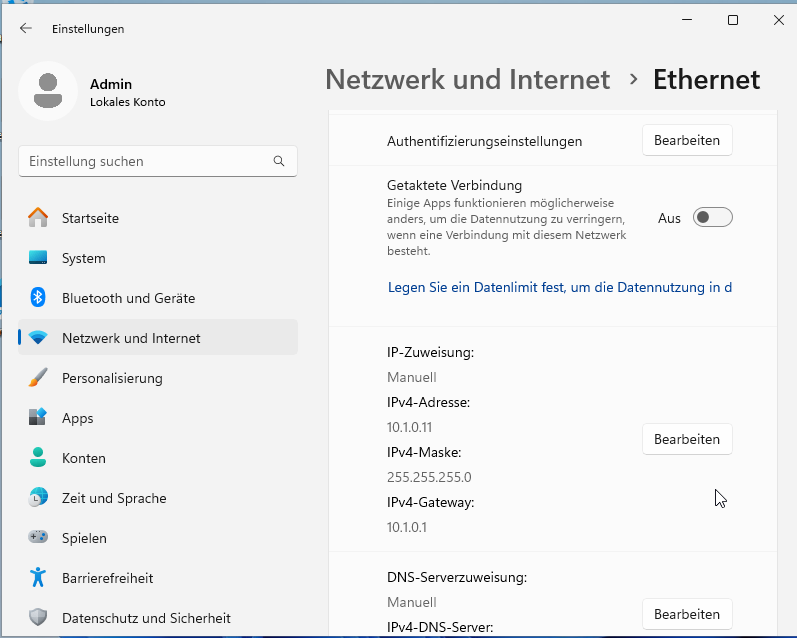 Einstellungen
Admin
Lokales Konto
Einstellung suchen
Startseite
System
Bluetooth und Geräte
Netzwerk und Internet
Personalisierung
Apps
Konten
Zeit und Sprache
Spielen
Barrierefreiheit
Datenschutz und Sicherheit
Netzwerk und Internet > Ethernet
Authentifizierungseinstellungen
Bearbeiten
Getaktete Verbindung
Einige Apps funktionieren möglicherweise
anders, um die Datennutzung zu verringern,
wenn eine Verbindung mit diesem Netzwerk
besteht.
Aus
Legen Sie ein Datenlimit fest, um die Datennutzung in d
IP-Zuweisung:
Manuell
IPv4-Adresse:
10.1.0.11
IPv4-Maske:
255.255.255.0
IPv4-Gateway:
10.1.0.1
Bearbeiten
DNS-Serverzuweisung:
Manuell
IPv4-DNS-Server:
Bearbeiten